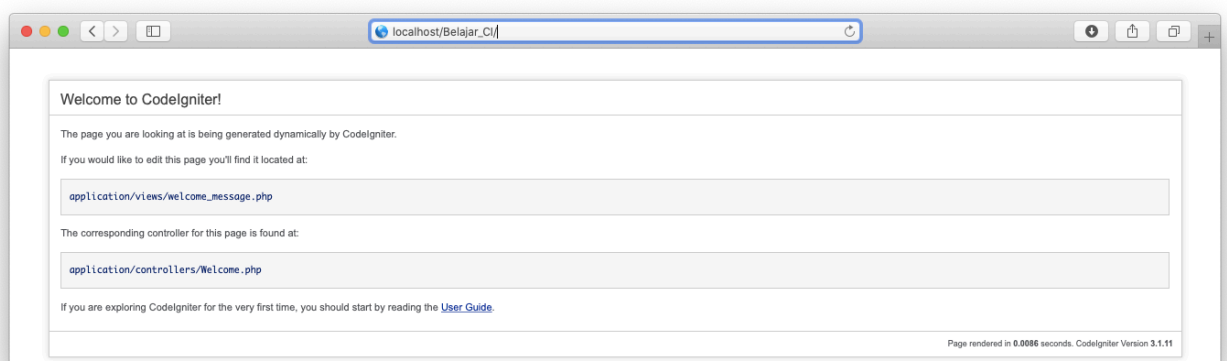 localhost/Belajar_CI/
Welcome to CodeIgniter!
The page you are looking at is being generated dynamically by CodeIgniter.
If you would like to edit this page you'll find it located at:
application/views/welcome_message.php
The corresponding controller for this page is found at:
application/controllers/Welcome.php
If you are exploring CodeIgniter for the very first time, you should start by reading the User Guide.
Page rendered in 0.0086 seconds. CodeIgniter Version 3.1.11